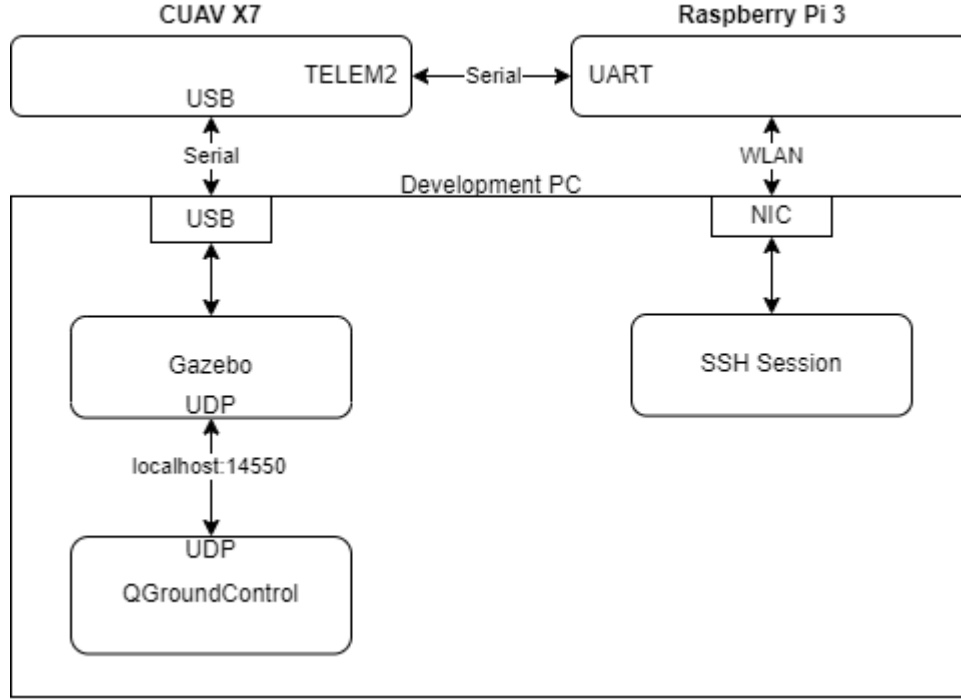 CUAV X7
Raspberry Pi 3
TELEM2
Serial
UART
USB
Serial
WLAN
Development PC
USB
NIC
Gazebo
SSH Session
UDP
localhost:14550
UDP
QGroundControl